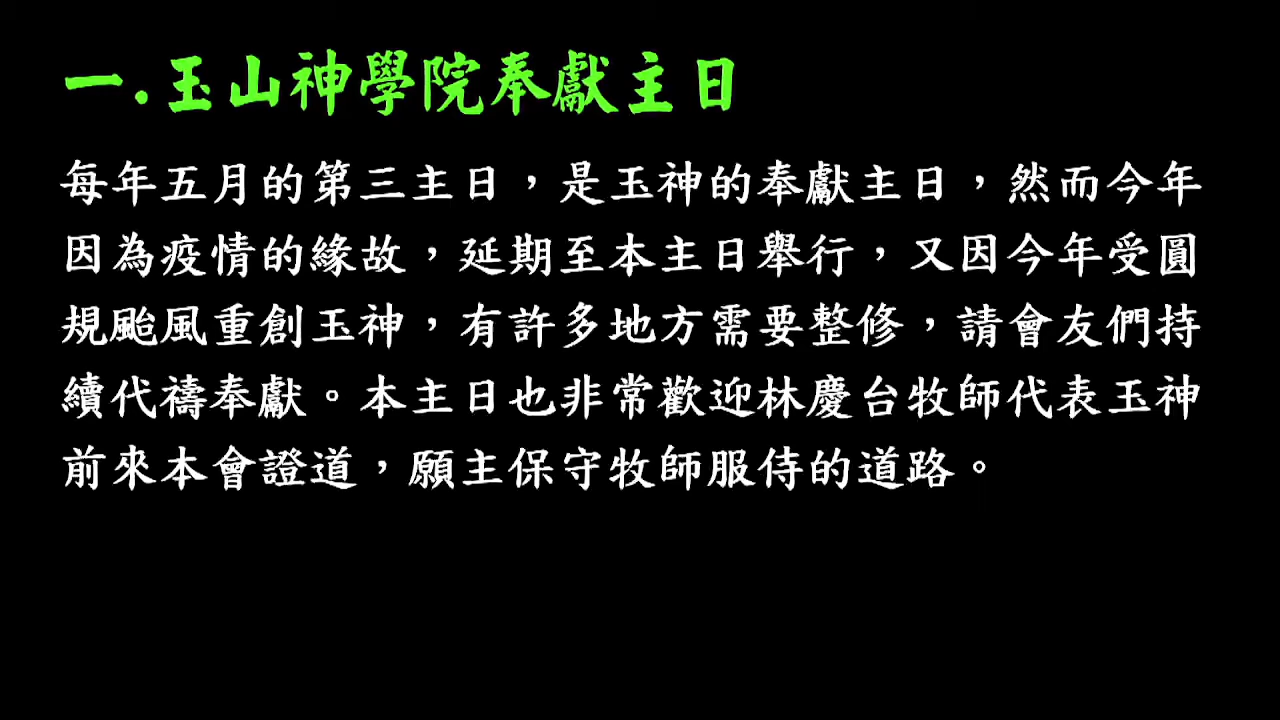 一.玉山神學院奉獻主日
每年五月的第三主日，是玉神的奉獻主日，然而今年
因為疫情的緣故，延期至本主日舉行，又因今年受圓
規颱風重創玉神，有許多地方需要整修，請會友們持
續代禱奉獻。本主日也非常歡迎林慶台牧師代表玉神
前來本會證道，願主保守牧師服侍的道路。